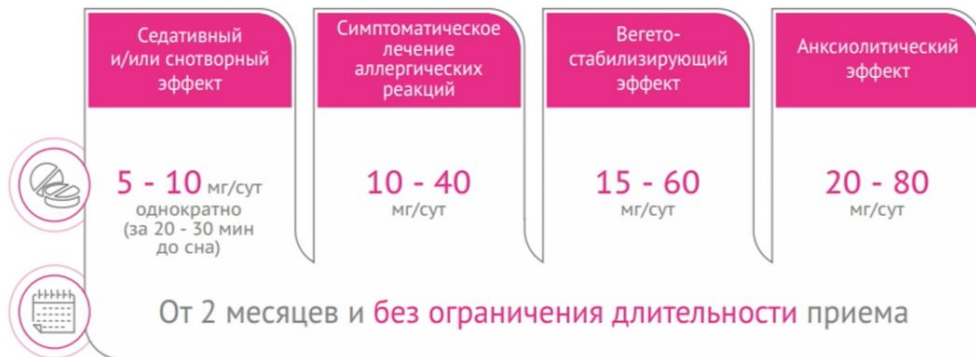 Седативный
и/или снотворный
эффект
Симптоматическое
лечение
аллергических
реакций
Вегето-
стабилизирующий
эффект
Анксиолитический
эффект
5 - 10 мг/сут
однократно
(за 20 - 30 мин
до сна)
10 - 40
мг/сут
15 - 60
мг/сут
20 - 80
мг/сут
От 2 месяцев и без ограничения длительности приема